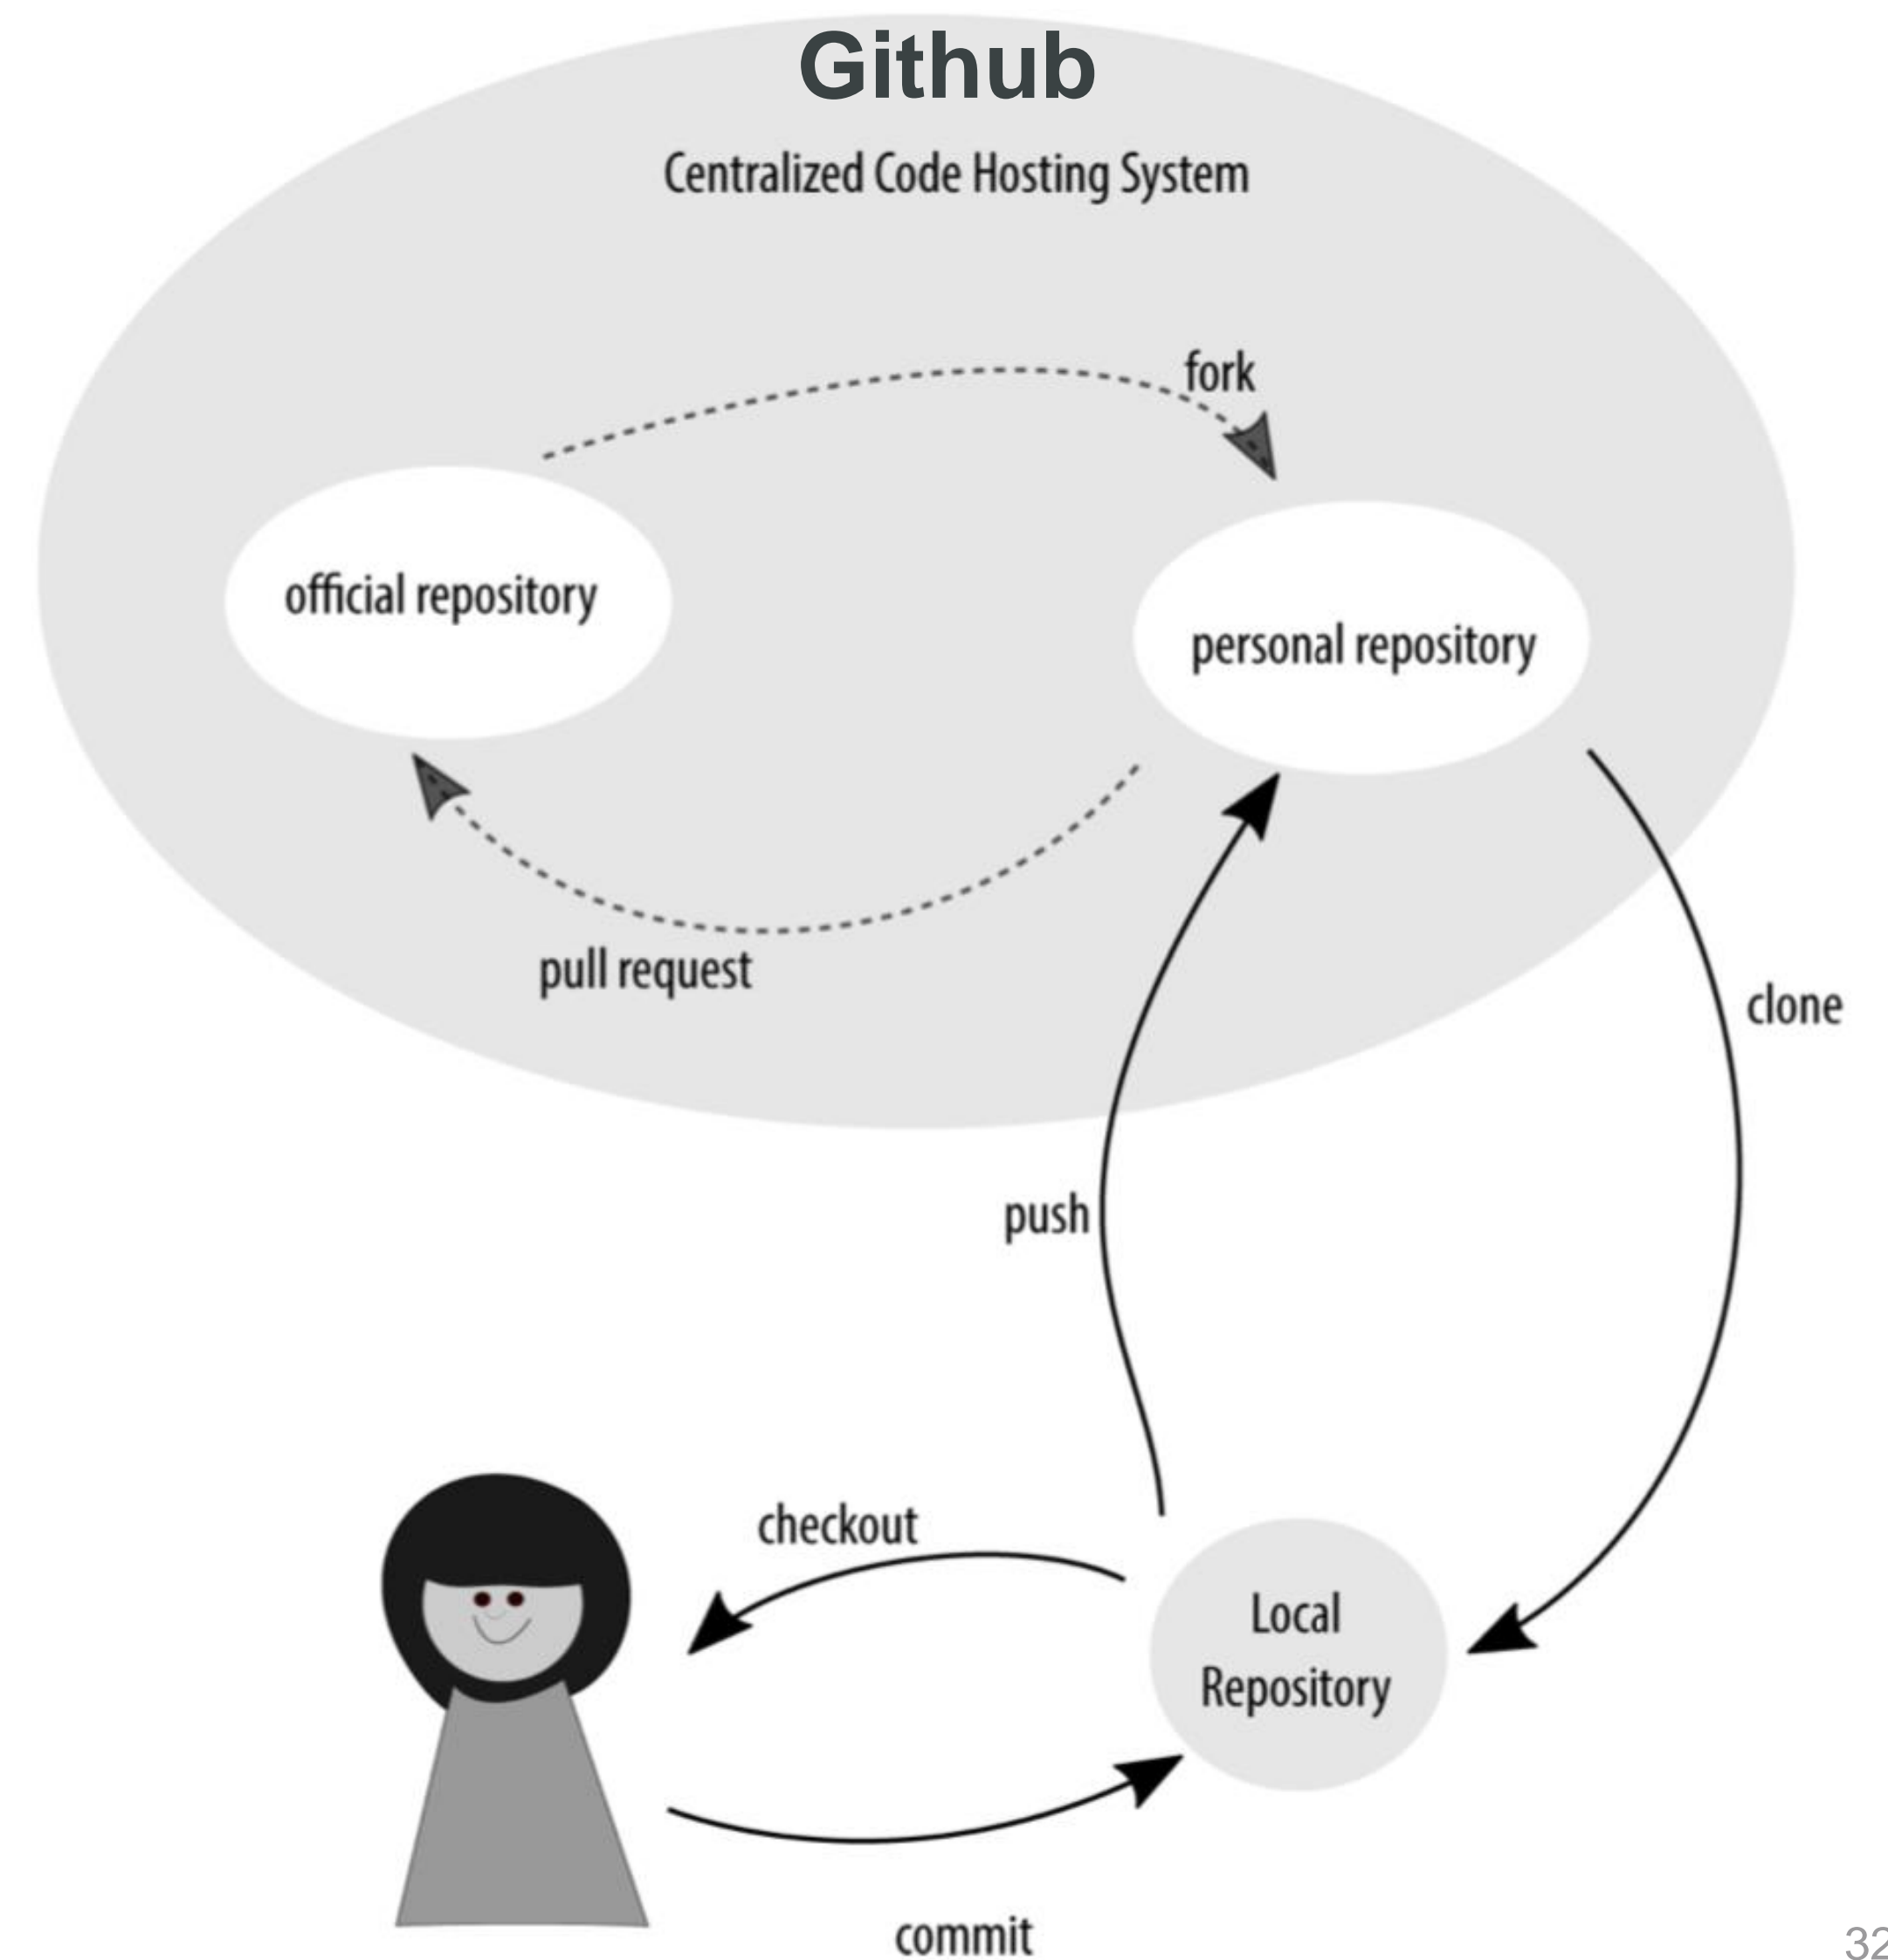 Github
Centralized Code Hosting System
fork
official repository
personal repository
pull request
clone
push
checkout
Local
Repository
commit
32